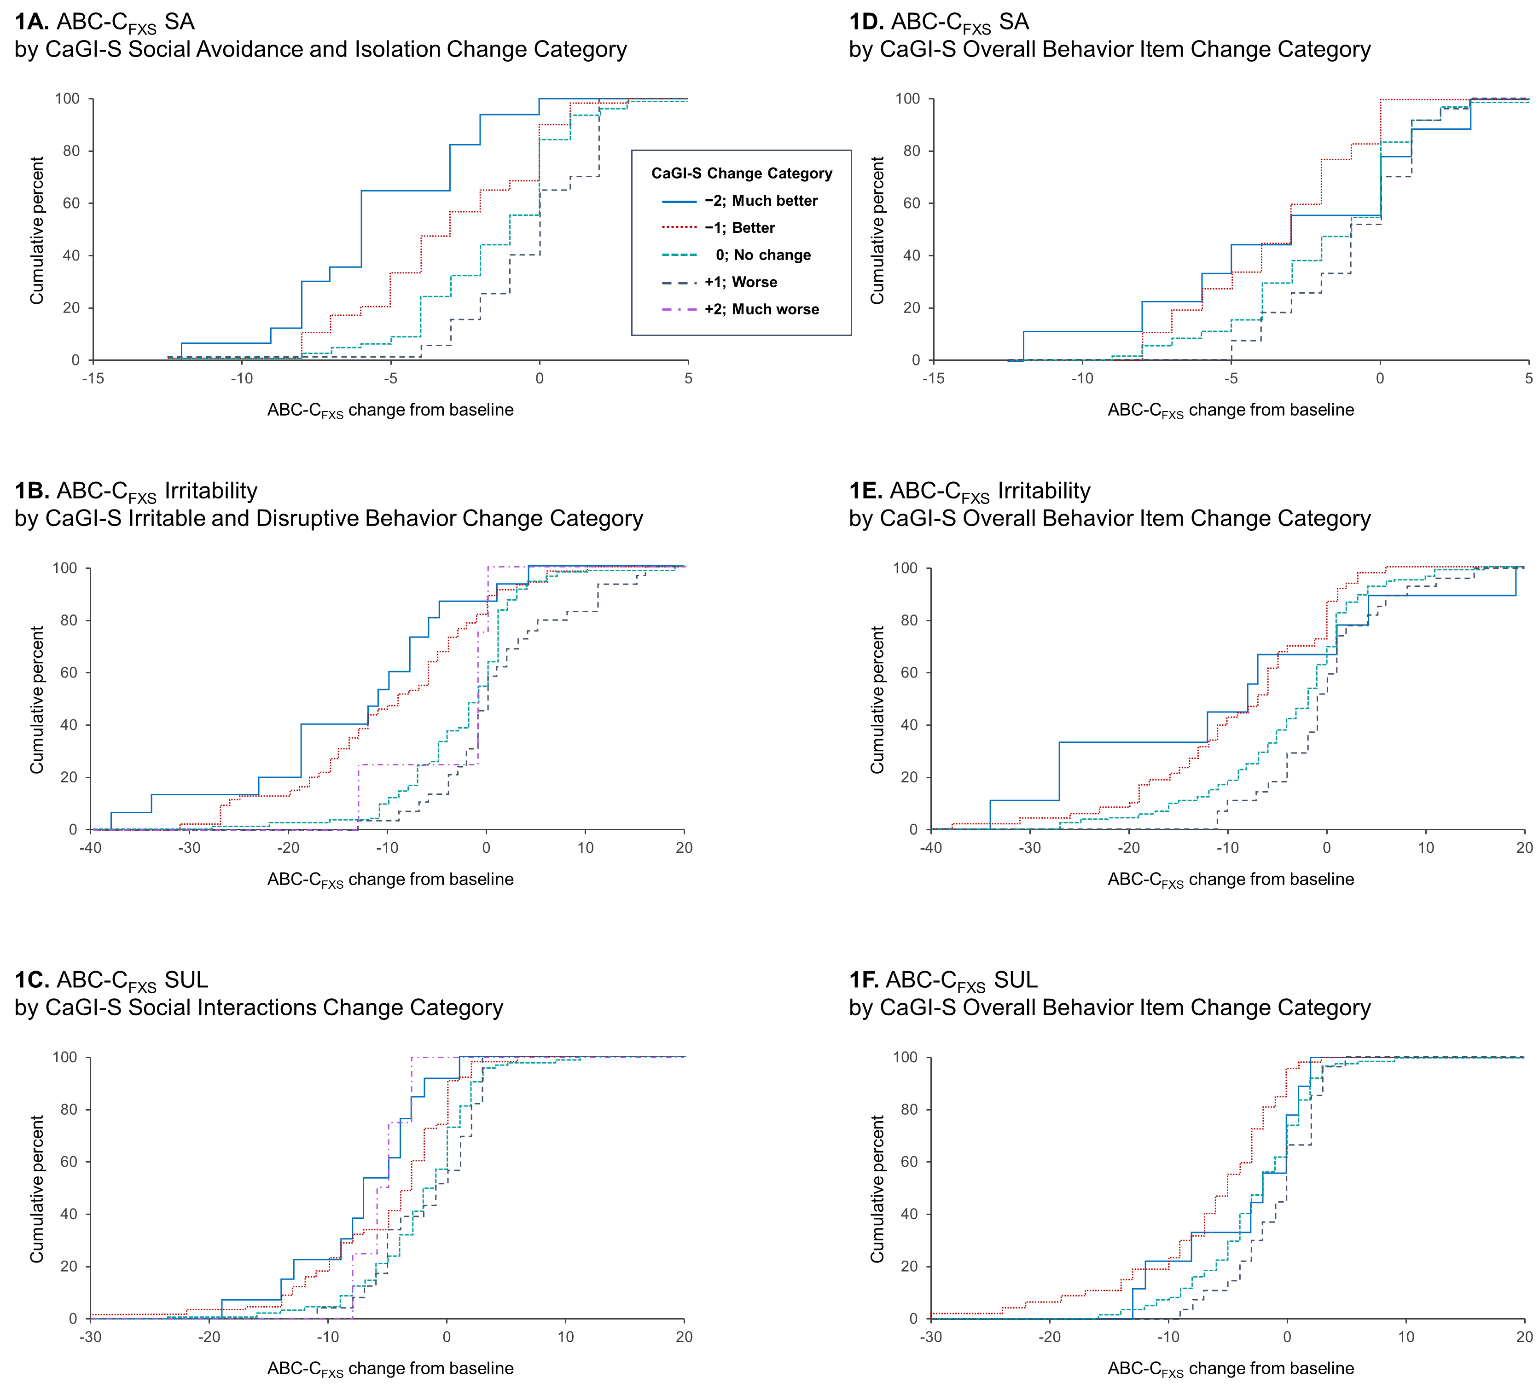 1A. ABC-CFXS SA
by CaGI-S Social Avoidance and Isolation Change Category
Cumulative percent
100
80
60
40
20
0
-15
-10
-5
0
5
ABC-CFXS change from baseline
CaGI-S Change Category
−2; Much better
−1; Better
0; No change
+1; Worse
+2; Much worse
1D. ABC-CFXS SA
by CaGI-S Overall Behavior Item Change Category
Cumulative percent
100
80
60
40
20
0
-15
-10
-5
0
5
ABC-CFXS change from baseline
1B. ABC-CFXS Irritability
by CaGI-S Irritable and Disruptive Behavior Change Category
Cumulative percent
100
80
60
40
20
0
-40
-30
-20
-10
0
10
20
ABC-CFXS change from baseline
1E. ABC-CFXS Irritability
by CaGI-S Overall Behavior Item Change Category
Cumulative percent
100
80
60
40
20
0
-40
-30
-20
-10
0
10
20
ABC-CFXS change from baseline
1C. ABC-CFXS SUL
by CaGI-S Social Interactions Change Category
Cumulative percent
100
80
60
40
20
0
-30
-20
-10
0
10
20
ABC-CFXS change from baseline
1F. ABC-CFXS SUL
by CaGI-S Overall Behavior Item Change Category
Cumulative percent
100
80
60
40
20
0
-30
-20
-10
0
10
20
ABC-CFXS change from baseline